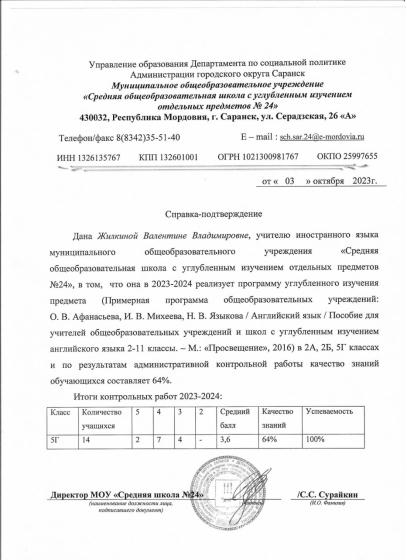 Управление образования Департамента по социальной политике
Администрации городского округа Саранск
Муниципальное общеобразовательное учреждение
«Средняя общеобразовательная школа с углубленным изучением
отдельных предметов № 24»
430032, Республика Мордовия, г. Саранск, ул. Серадзская, 26 «А»
Телефон/факс 8(8342)35-51-40 E – mail : sch.sar.24@e-mordovia.ru
ИНН 1326135767 КПП 132601001 ОГРН 1021300981767 ОКПО 25997655
от « 03 » октября 2023г.
Справка-подтверждение
Дана Жилкиной Валентине Владимировне, учителю иностранного языка
муниципального общеобразовательного учреждения «Средняя
общеобразовательная школа с углубленным изучением отдельных предметов
№24», в том, что она в 2023-2024 реализует программу углубленного изучения
предмета (Примерная программа общеобразовательных учреждений:
О. В. Афанасьева, И. В. Михеева, Н. В. Языкова / Английский язык / Пособие для
учителей общеобразовательных учреждений и школ с углубленным изучением
английского языка 2-11 классы. – М.: «Просвещение», 2016) в 2А, 2Б, 5Г классах
и по результатам административной контрольной работы качество знаний
обучающихся составляет 64%.
Итоги контрольных работ 2023-2024:
Класс Количество учащихся 5 4 3 2 Средний балл Качество знаний Успеваемость
5Г 14 2 7 4 - 3,6 64% 100%
Директор МОУ «Средняя школа №24» /С.С. Сурайкин
(наименование должности лица, (И.О. Фамилия)
подписавшего документ)